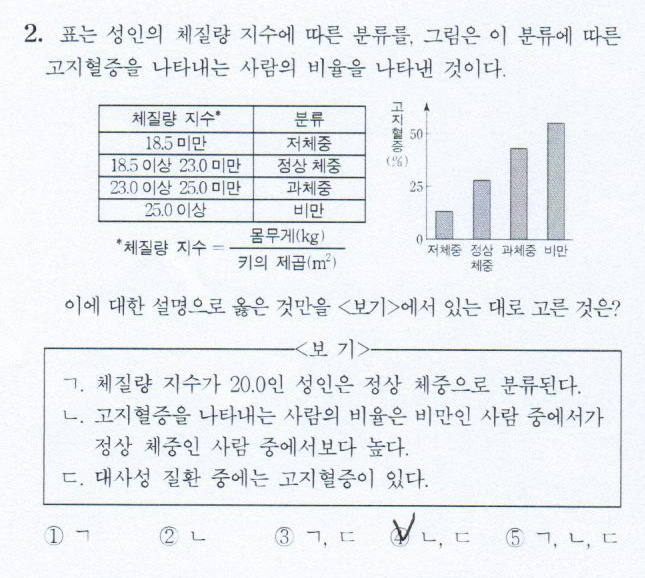 2. 표는 성인의 체질량 지수에 따른 분류를, 그림은 이 분류에 따른
고지혈증을 나타내는 사람의 비율을 나타낸 것이다.
체질량 지수* 분류
18.5 미만 저체중
18.5 이상 23.0 미만 정상 체중
23.0 이상 25.0 미만 과체중
25.0 이상 비만
*체질량 지수 = 몸무게(kg)
키의 제곱(m²)
고지혈증(%)
50
25
0
저체중 정상 체중 과체중 비만
이에 대한 설명으로 옳은 것만을 <보기>에서 있는 대로 고른 것은?
<보 기>
ㄱ. 체질량 지수가 20.0인 성인은 정상 체중으로 분류된다.
ㄴ. 고지혈증을 나타내는 사람의 비율은 비만인 사람 중에서가
정상 체중인 사람 중에서보다 높다.
ㄷ. 대사성 질환 중에는 고지혈증이 있다.
① ㄱ ② ㄴ ③ ㄱ, ㄷ ④ ㄴ, ㄷ ⑤ ㄱ, ㄴ, ㄷ